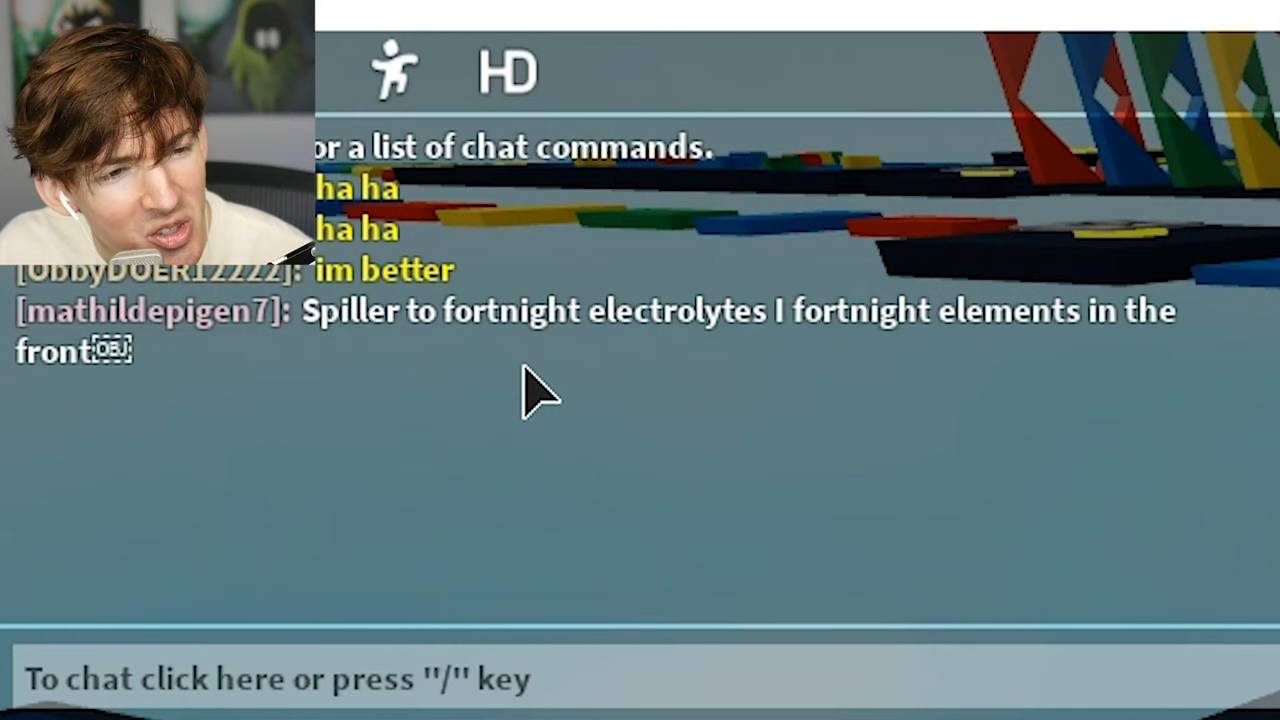 HD
or a list of chat commands.
ha ha
ha ha
[ObbyDOER12222]: im better
[mathildepigen7]: Spiller to fortnight electrolytes I fortnight elements in the
front￼
To chat click here or press "/" key